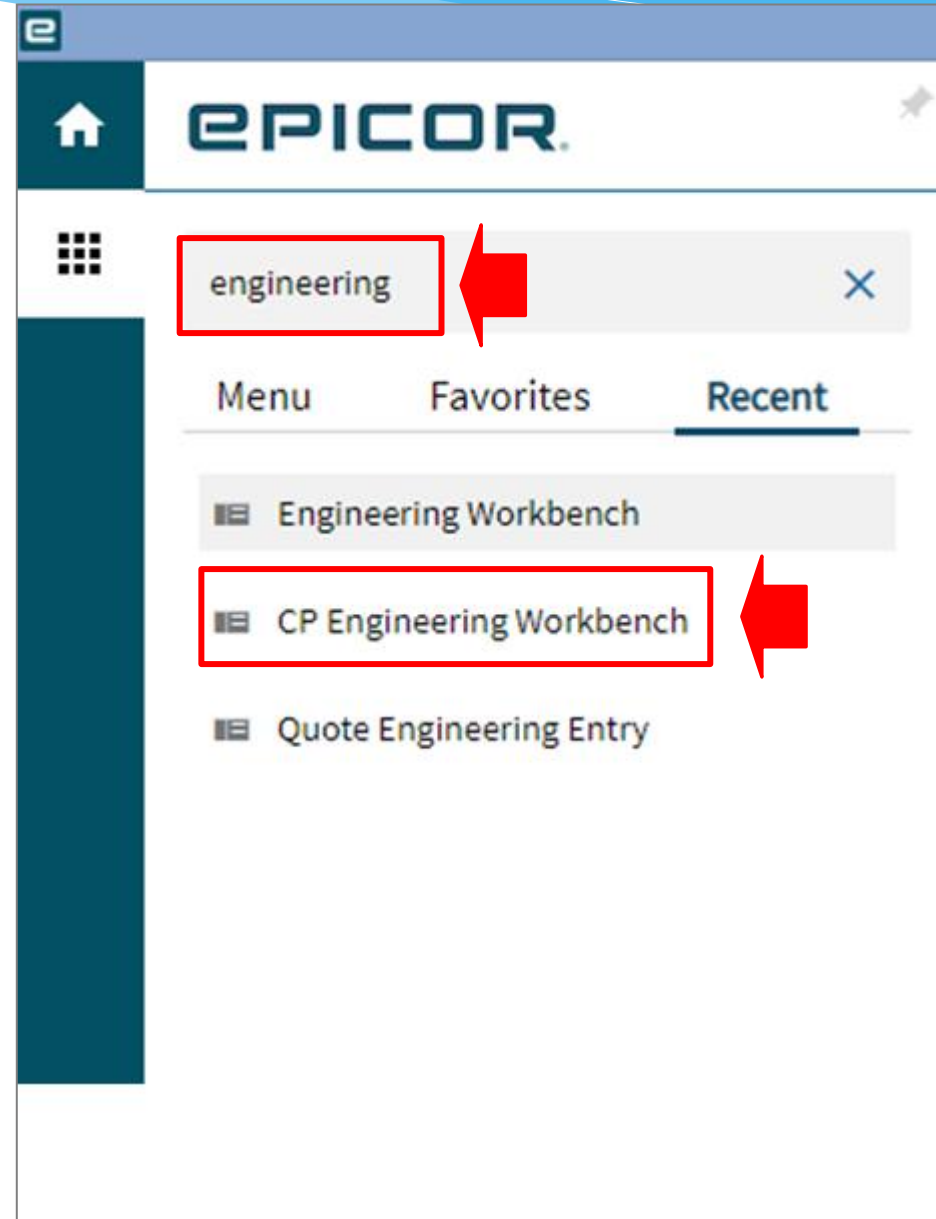 e
EPICOR.
engineering
Menu Favorites Recent
Engineering Workbench
CP Engineering Workbench
Quote Engineering Entry